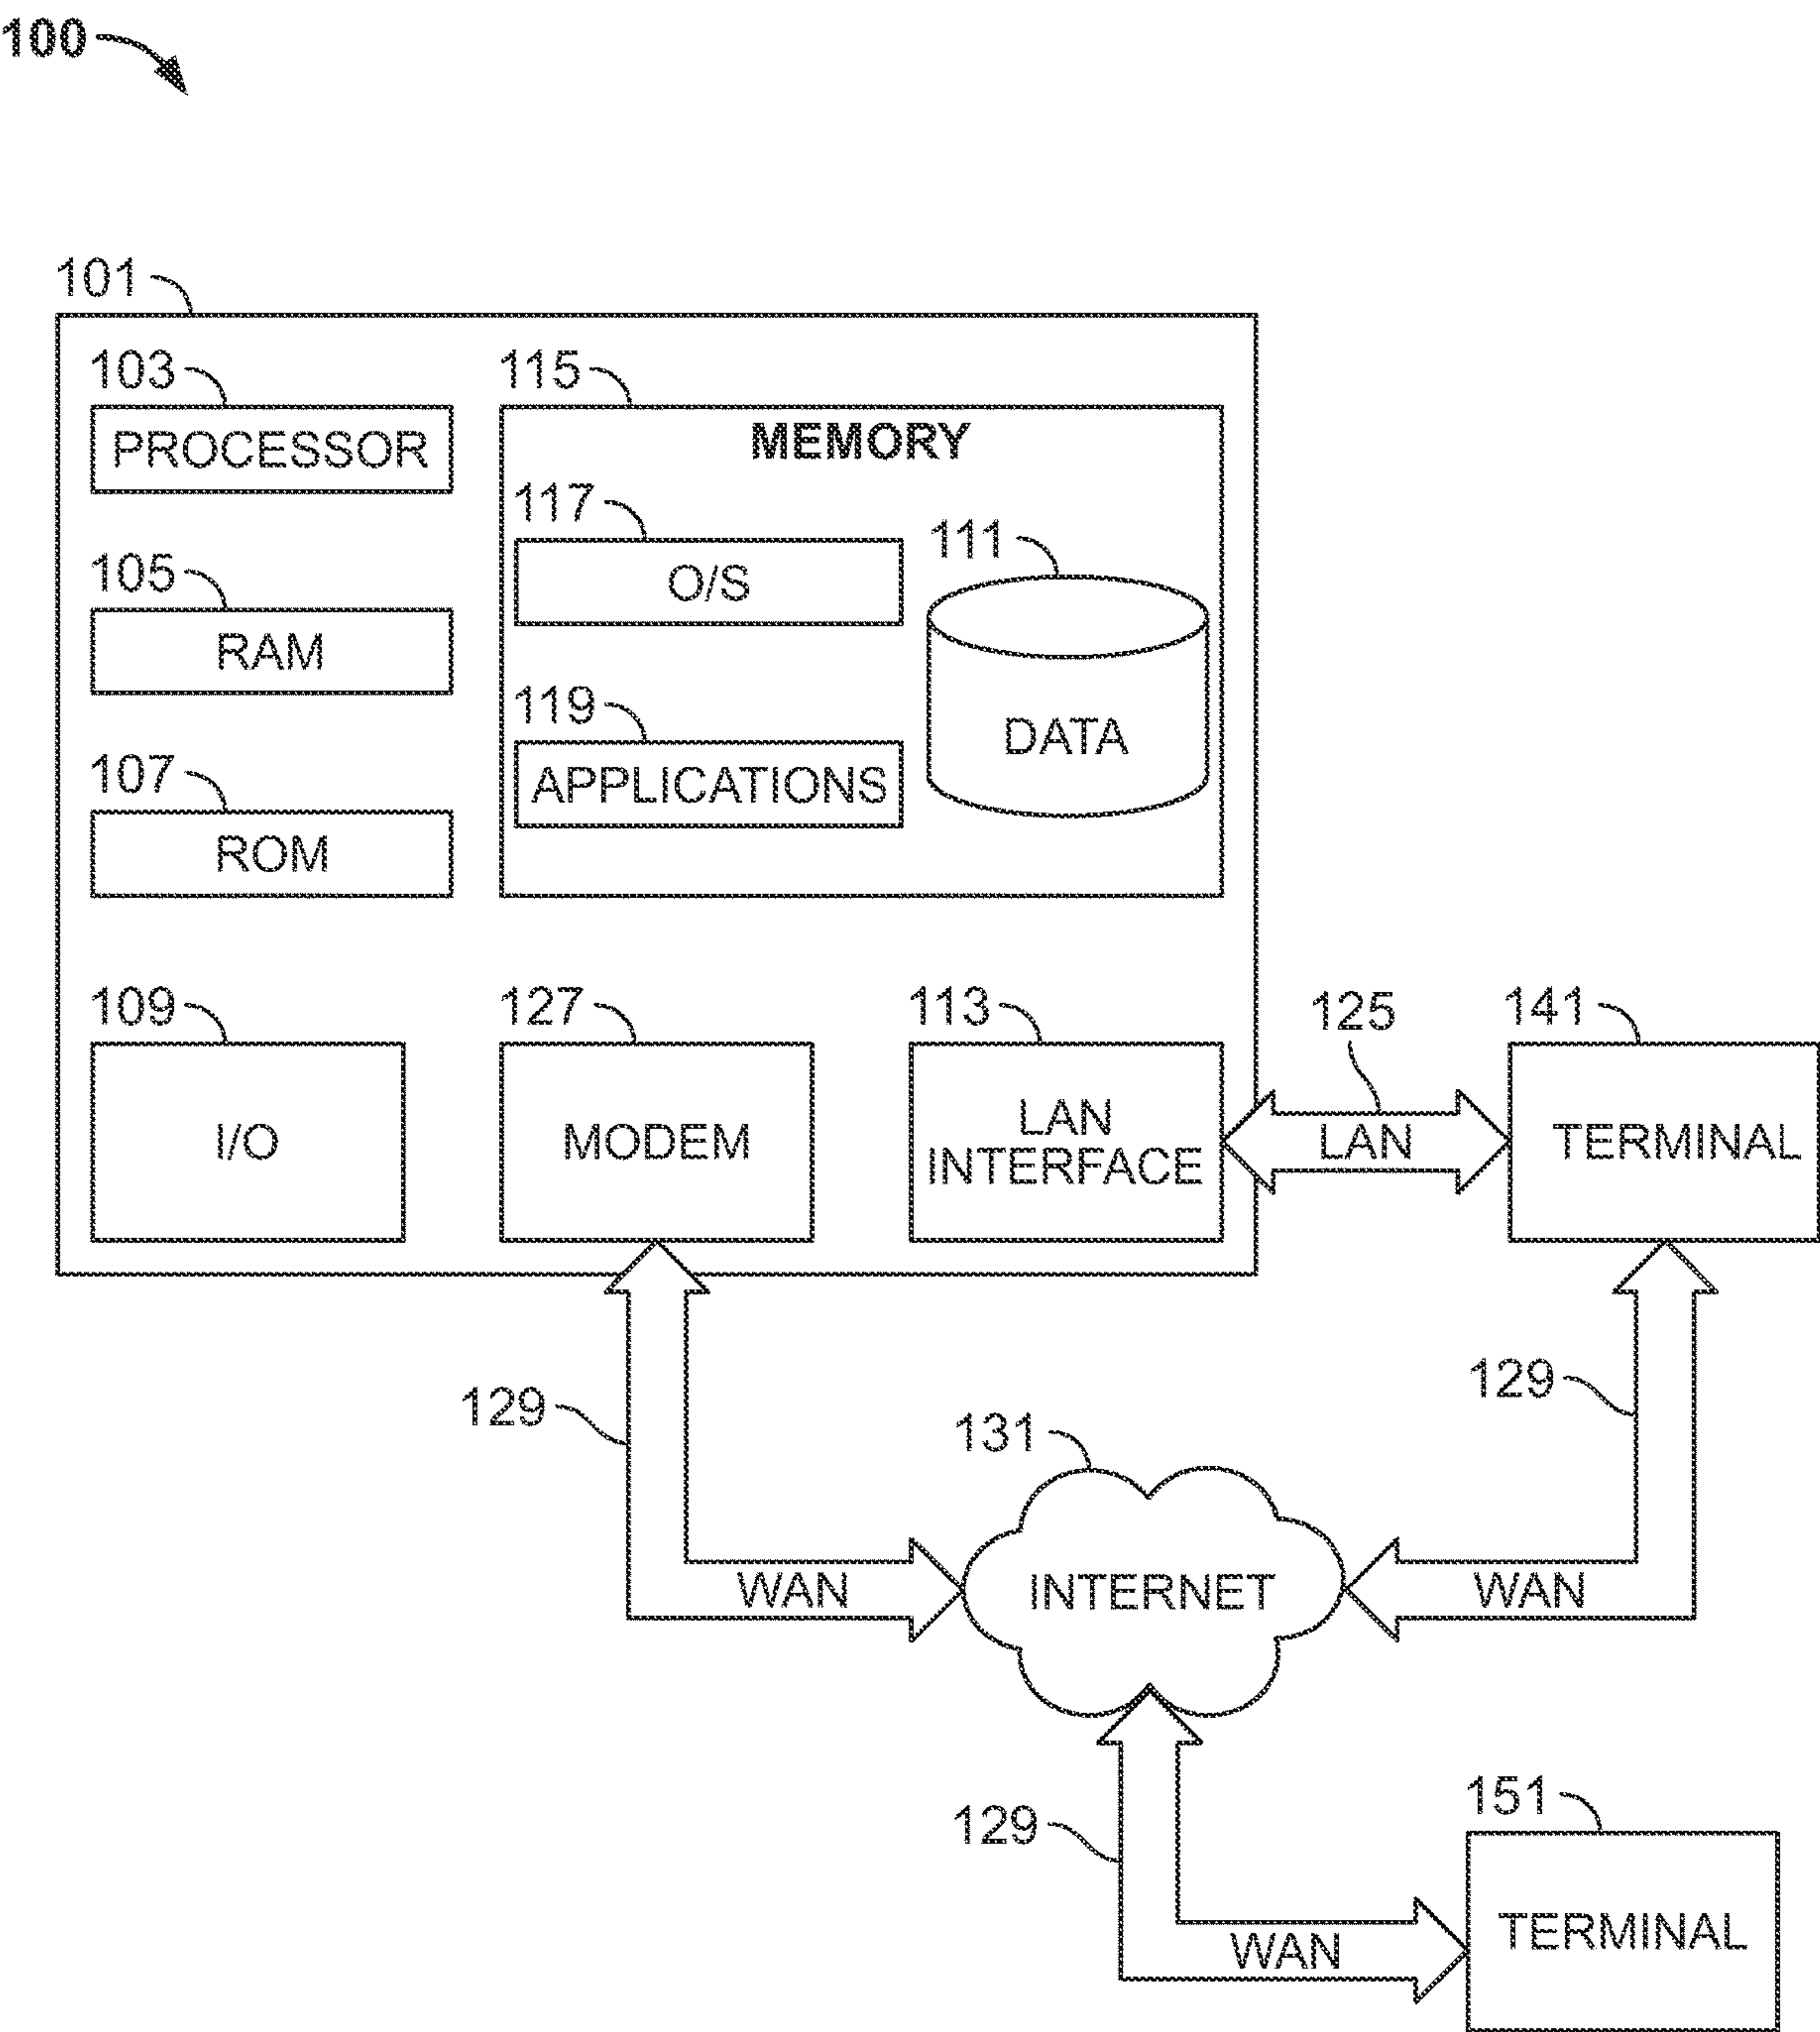 100
101
103
PROCESSOR
115
MEMORY
117
O/S
111
DATA
105
RAM
119
APPLICATIONS
107
ROM
109
I/O
127
MODEM
113
LAN
INTERFACE
125
LAN
141
TERMINAL
129
WAN
131
INTERNET
129
WAN
129
WAN
151
TERMINAL